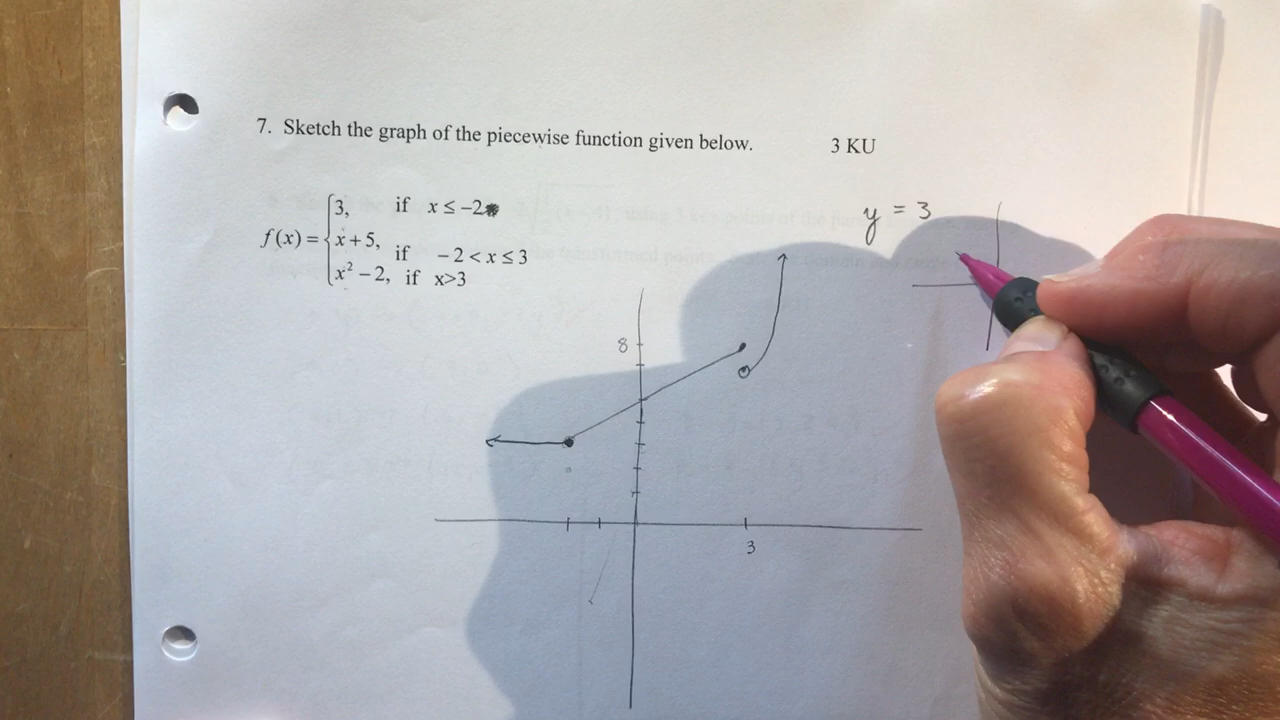 7. Sketch the graph of the piecewise function given below. 3 KU
f(x) = { 3, if x ≤ -2
x + 5, if -2 < x ≤ 3
x² - 2, if x>3
y = 3
8
3